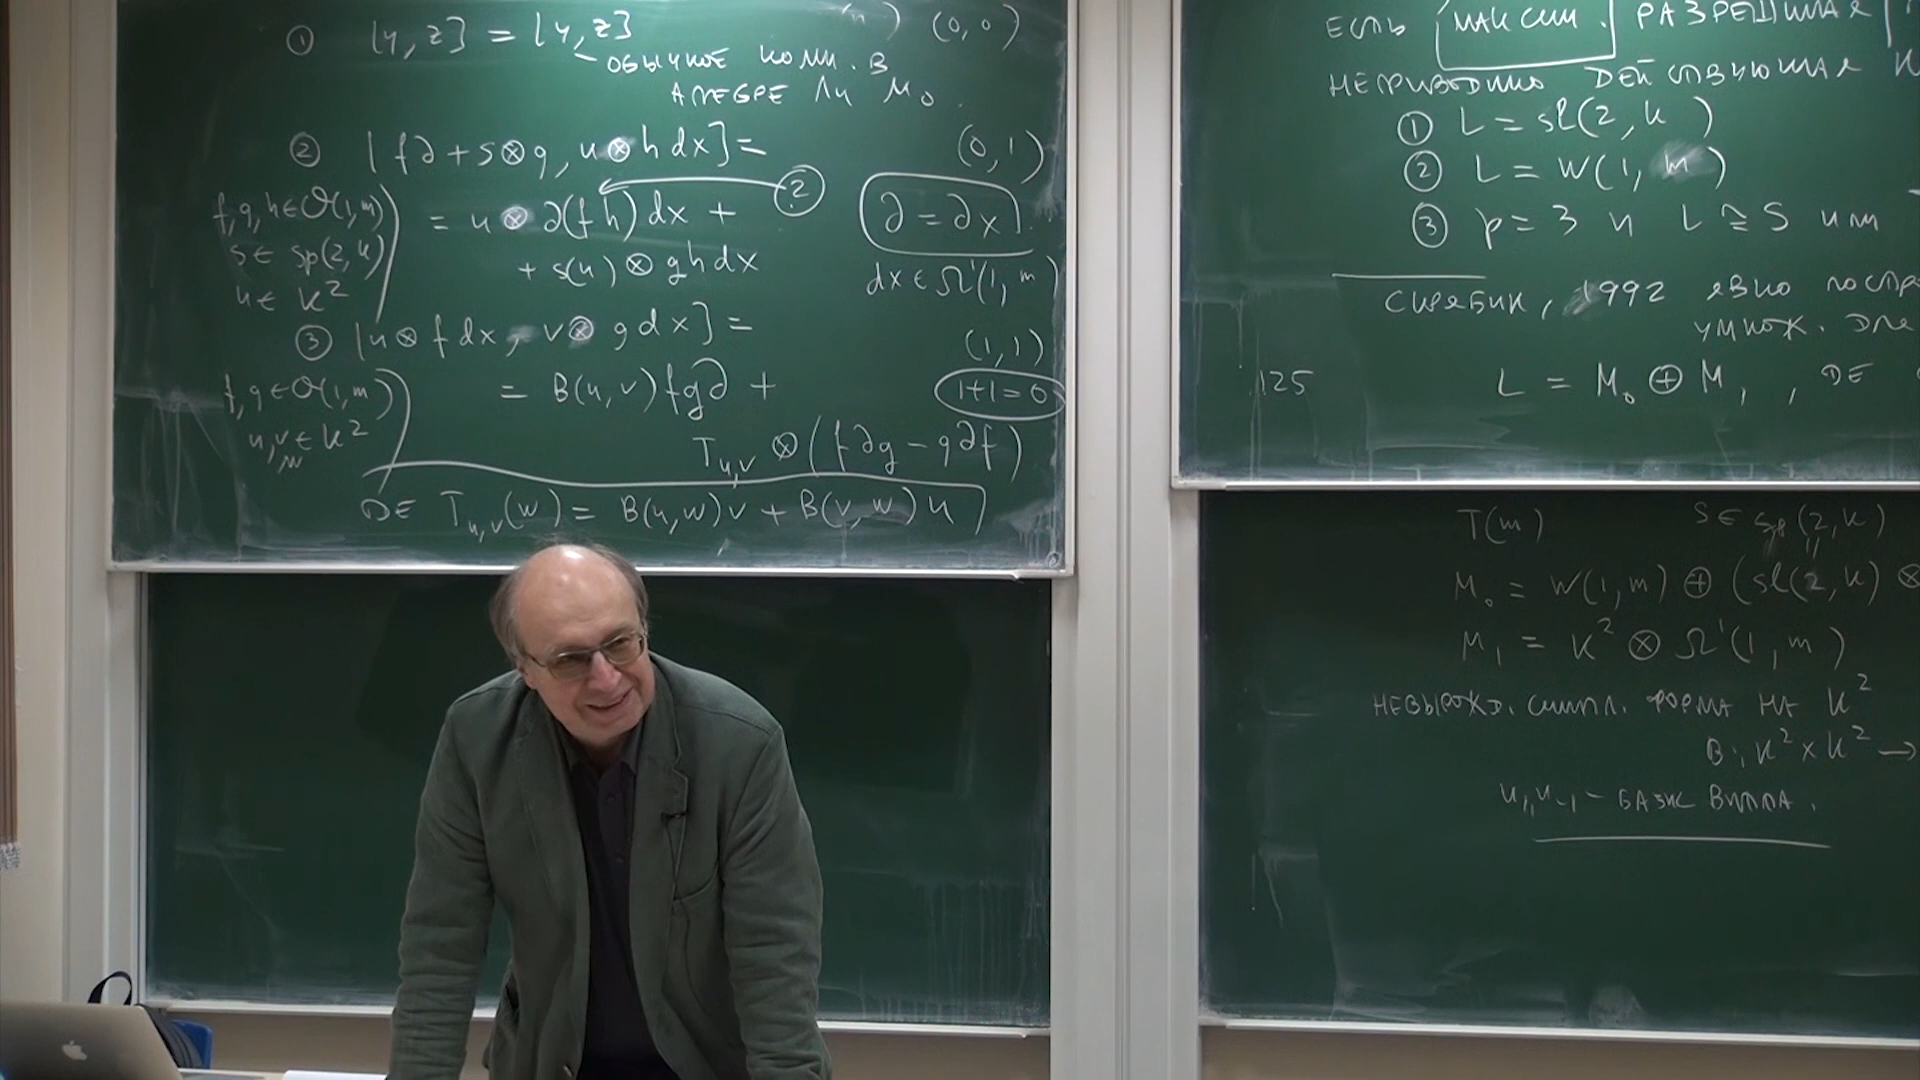 ① [y, z] = [y, z] (0,0)
обычное комм. в
алгебре Ли M₀.
② [f∂ + s⊗g, u⊗h dx] = (0,1)
f, g, h ∈ O(1,m)
s ∈ sp(2,k)
u ∈ k²
= u⊗∂(fh)dx + ②
+ s(u)⊗gh dx
∂ = ∂x
dx ∈ Ω¹(1,m)
③ [u⊗f dx, v⊗g dx] = (1,1)
f, g ∈ O(1,m)
u, v ∈ k²
= B(u,v) fg∂ + 1+1=0
T_{u,v} ⊗ (f∂g − g∂f)
где T_{u,v}(w) = B(u,w)v + B(v,w)u
есть максим. разрешимая
неприводимо действующая
① L = sl(2,k)
② L = W(1,m)
③ p = 3 и L ≅ S или
Скрябин, 1992 явно постр
умнож. для
125 L = M₀ ⊕ M₁, где
T(m) s ∈ sp(2,k)
M₀ = W(1,m) ⊕ (sl(2,k) ⊗
M₁ = k² ⊗ Ω¹(1,m)
невырожд. симпл. форма на k²
B: k² × k² →
u₁, u₋₁ – базис Витта.